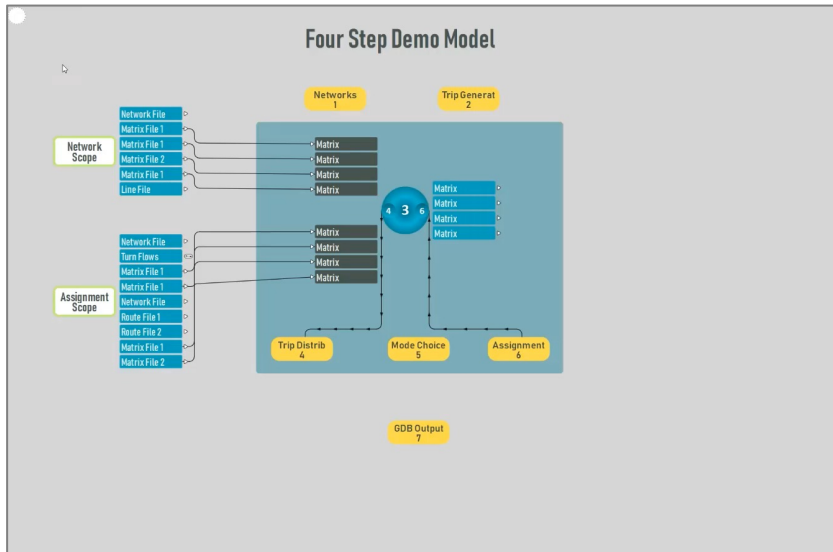 Four Step Demo Model
Networks
1
Trip Generat
2
Network Scope
Network File
Matrix File 1
Matrix File 1
Matrix File 2
Matrix File 1
Line File
Matrix
Matrix
Matrix
Matrix
4 3 6
Matrix
Matrix
Matrix
Matrix
Assignment Scope
Network File
Turn Flows
Matrix File 1
Matrix File 1
Network File
Route File 1
Route File 2
Matrix File 1
Matrix File 2
Matrix
Matrix
Matrix
Matrix
Trip Distrib
4
Mode Choice
5
Assignment
6
GDB Output
7